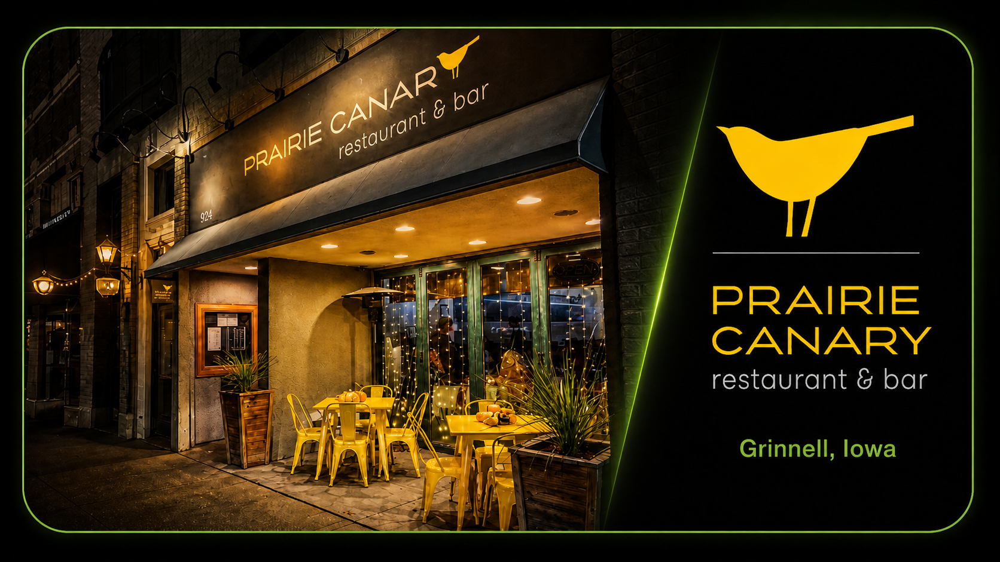 PRAIRIE CANAR
restaurant & bar
924
OPEN
PRAIRIE
CANARY
restaurant & bar
Grinnell, Iowa